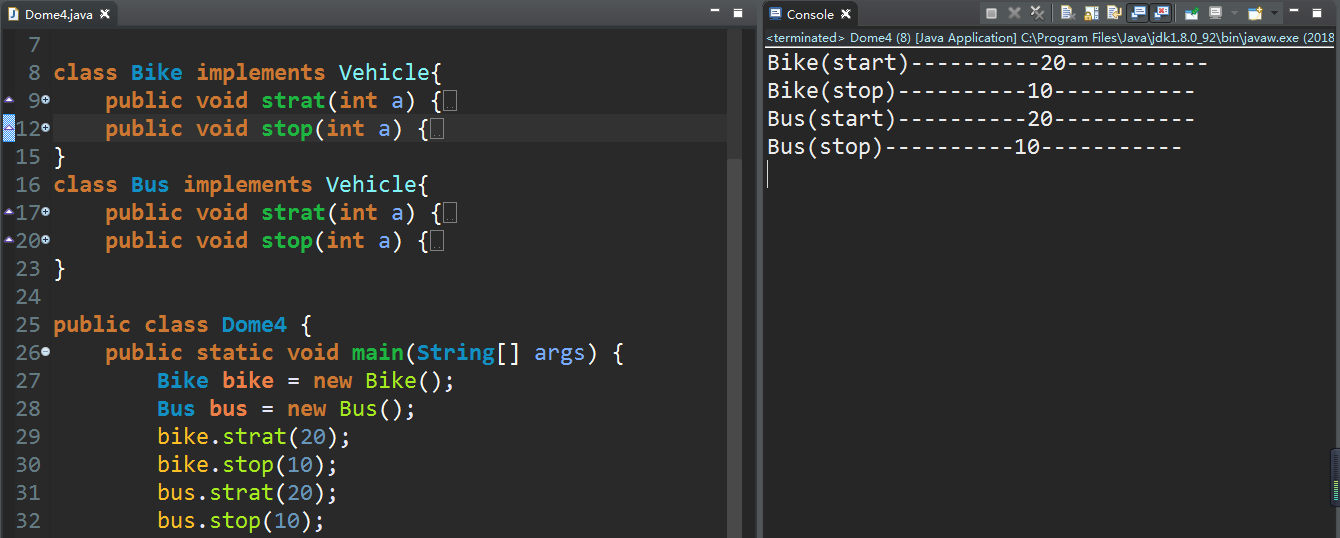 Dome4.java
7
8 class Bike implements Vehicle{
9 public void strat(int a) {
12 public void stop(int a) {
15 }
16 class Bus implements Vehicle{
17 public void strat(int a) {
20 public void stop(int a) {
23 }
24
25 public class Dome4 {
26 public static void main(String[] args) {
27 Bike bike = new Bike();
28 Bus bus = new Bus();
29 bike.strat(20);
30 bike.stop(10);
31 bus.strat(20);
32 bus.stop(10);
Console
<terminated> Dome4 (8) [Java Application] C:\Program Files\Java\jdk1.8.0_92\bin\javaw.exe (2018
Bike(start)----------20-----------
Bike(stop)----------10-----------
Bus(start)----------20-----------
Bus(stop)----------10-----------